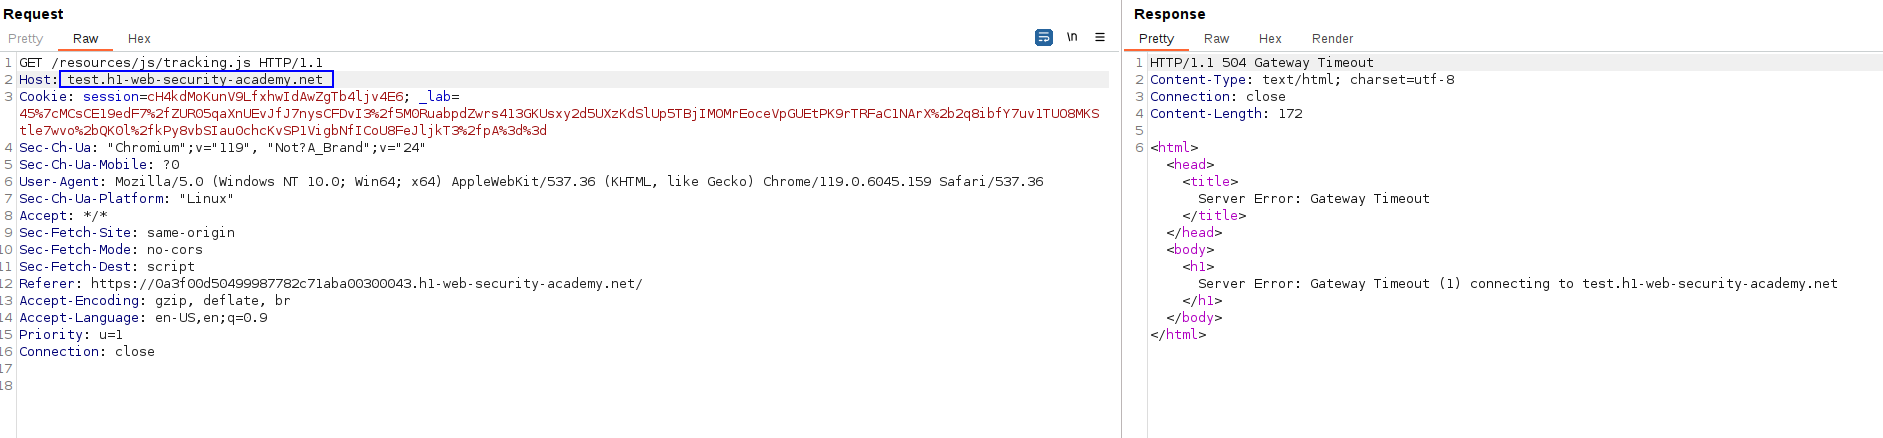 Request
Pretty Raw Hex \n
1 GET /resources/js/tracking.js HTTP/1.1
2 Host: test.h1-web-security-academy.net
3 Cookie: session=cH4kdMoKunV9LfxhwIdAwZgTb4ljv4E6; _lab=
45%7cMCsCE19edF7%2fZUR05qaXnUEvJfJ7nysCFDvI3%2f5M0RuabpdZwrs413GKUsxy2d5UXzKdSlUp5TBjIMOMrEoceVpGUEtPK9rTRFaC1NArX%2b2q8ibfY7uv1TUO8MKS
tle7wvo%2bQKOl%2fkPy8vbSIau0chcKvSP1VigbNfICoU8FeJljkT3%2fpA%3d%3d
4 Sec-Ch-Ua: "Chromium";v="119", "Not?A_Brand";v="24"
5 Sec-Ch-Ua-Mobile: ?0
6 User-Agent: Mozilla/5.0 (Windows NT 10.0; Win64; x64) AppleWebKit/537.36 (KHTML, like Gecko) Chrome/119.0.6045.159 Safari/537.36
7 Sec-Ch-Ua-Platform: "Linux"
8 Accept: */*
9 Sec-Fetch-Site: same-origin
10 Sec-Fetch-Mode: no-cors
11 Sec-Fetch-Dest: script
12 Referer: https://0a3f00d50499987782c71aba00300043.h1-web-security-academy.net/
13 Accept-Encoding: gzip, deflate, br
14 Accept-Language: en-US,en;q=0.9
15 Priority: u=1
16 Connection: close
17
18
Response
Pretty Raw Hex Render
1 HTTP/1.1 504 Gateway Timeout
2 Content-Type: text/html; charset=utf-8
3 Connection: close
4 Content-Length: 172
5
6 <html>
<head>
<title>
Server Error: Gateway Timeout
</title>
</head>
<body>
<h1>
Server Error: Gateway Timeout (1) connecting to test.h1-web-security-academy.net
</h1>
</body>
</html>